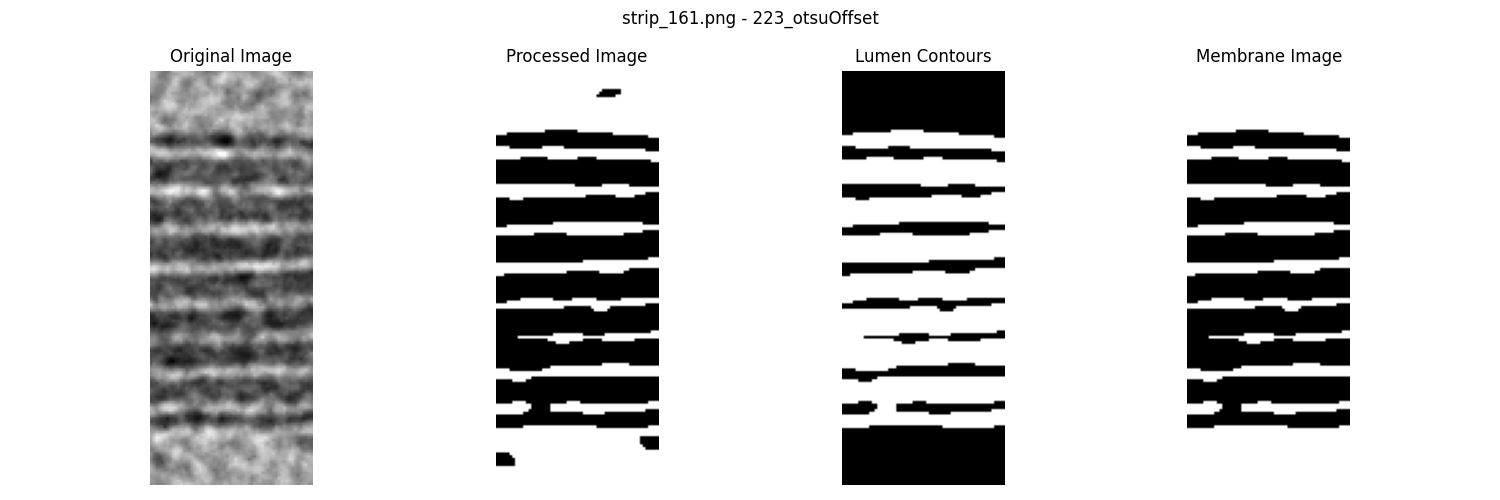 strip_161.png - 223_otsuOffset
Original Image
Processed Image
Lumen Contours
Membrane Image